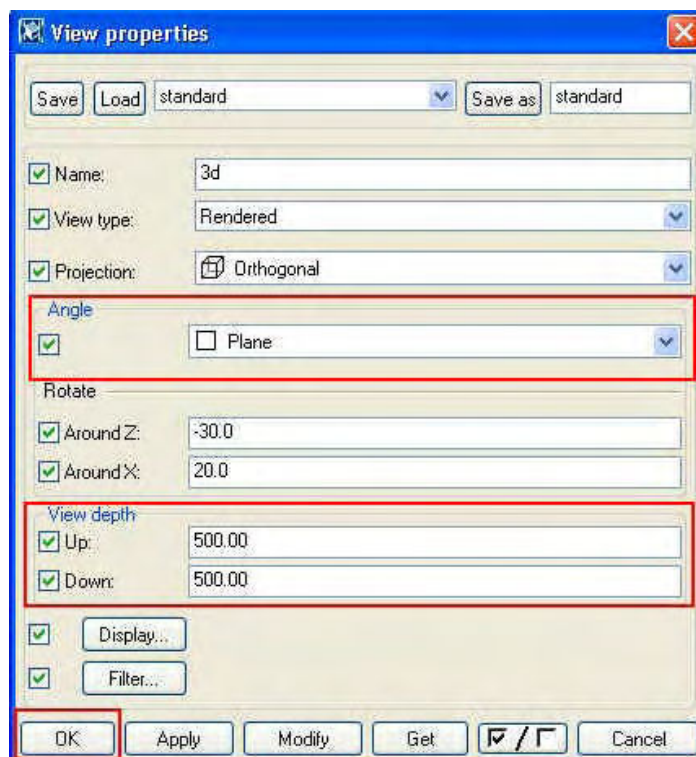 View properties
Save Load standard Save as standard
Name: 3d
View type: Rendered
Projection: Orthogonal
Angle
Plane
Rotate
Around Z: -30.0
Around X: 20.0
View depth
Up: 500.00
Down: 500.00
Display...
Filter...
OK Apply Modify Get / Cancel